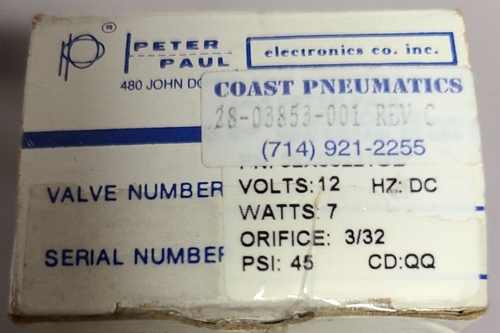 ®
PETER PAUL
electronics co. inc.
480 JOHN
COAST PNEUMATICS
28-03853-001 REV C
(714) 921-2255
VALVE NUMBER
VOLTS: 12 HZ: DC
WATTS: 7
ORIFICE: 3/32
SERIAL NUMBER
PSI: 45 CD:QQ